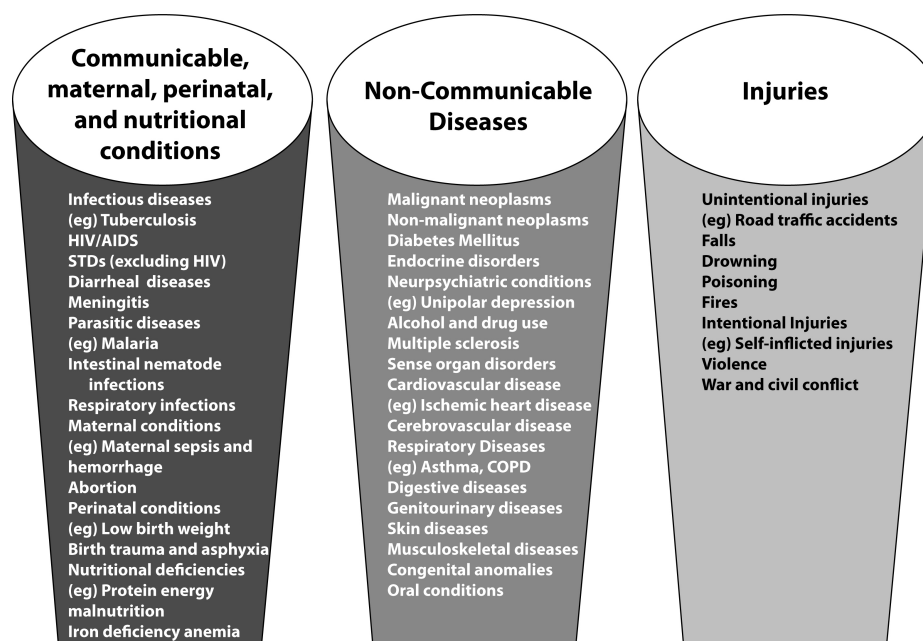 Communicable,
maternal, perinatal,
and nutritional
conditions
Infectious diseases
(eg) Tuberculosis
HIV/AIDS
STDs (excluding HIV)
Diarrheal diseases
Meningitis
Parasitic diseases
(eg) Malaria
Intestinal nematode
infections
Respiratory infections
Maternal conditions
(eg) Maternal sepsis and
hemorrhage
Abortion
Perinatal conditions
(eg) Low birth weight
Birth trauma and asphyxia
Nutritional deficiencies
(eg) Protein energy
malnutrition
Iron deficiency anemia
Non-Communicable
Diseases
Malignant neoplasms
Non-malignant neoplasms
Diabetes Mellitus
Endocrine disorders
Neurpsychiatric conditions
(eg) Unipolar depression
Alcohol and drug use
Multiple sclerosis
Sense organ disorders
Cardiovascular disease
(eg) Ischemic heart disease
Cerebrovascular disease
Respiratory Diseases
(eg) Asthma, COPD
Digestive diseases
Genitourinary diseases
Skin diseases
Musculoskeletal diseases
Congenital anomalies
Oral conditions
Injuries
Unintentional injuries
(eg) Road traffic accidents
Falls
Drowning
Poisoning
Fires
Intentional Injuries
(eg) Self-inflicted injuries
Violence
War and civil conflict